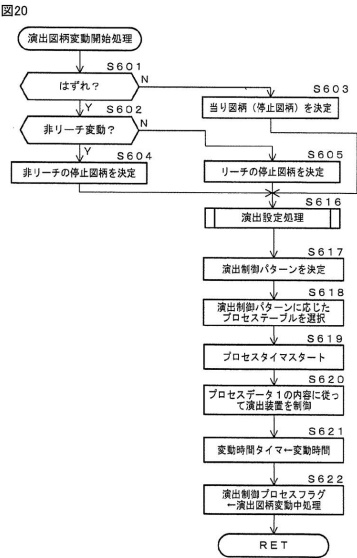 図20
演出図柄変動開始処理
S601
はずれ？
N
Y
S603
当り図柄（停止図柄）を決定
S602
非リーチ変動？
N
Y
S604
非リーチの停止図柄を決定
S605
リーチの停止図柄を決定
S616
演出設定処理
S617
演出制御パターンを決定
S618
演出制御パターンに応じた
プロセステーブルを選択
S619
プロセスタイマスタート
S620
プロセスデータ１の内容に従っ
て演出装置を制御
S621
変動時間タイマ←変動時間
S622
演出制御プロセスフラグ
←演出図柄変動中処理
RET